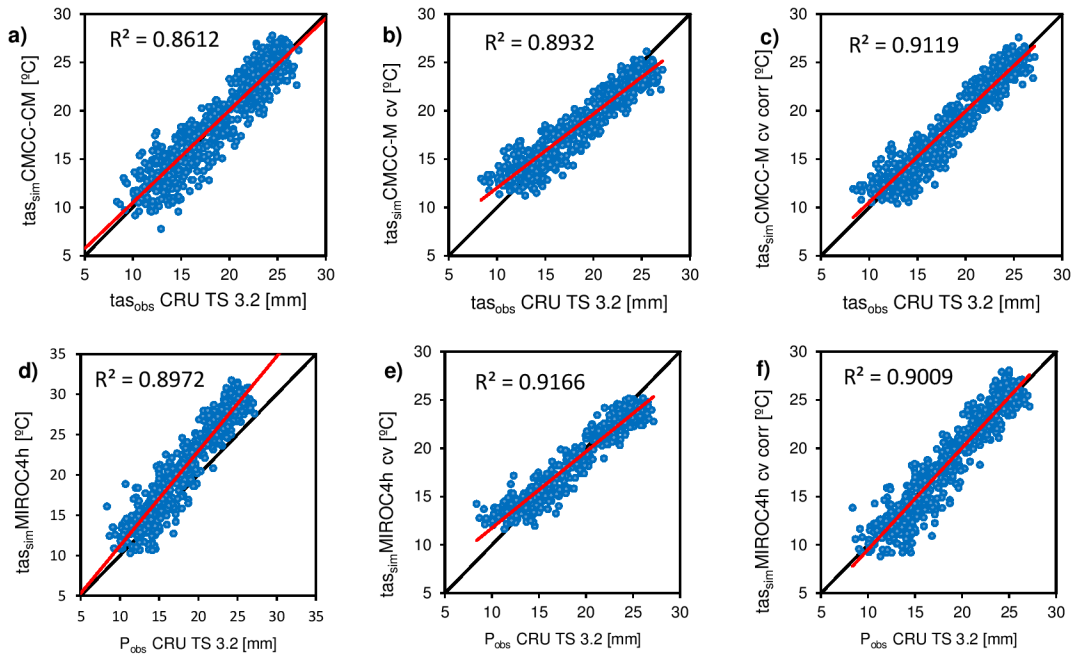 a)
R² = 0.8612
tas_sim CMCC-CM [ºC]
30
25
20
15
10
5
5 10 15 20 25 30
tas_obs CRU TS 3.2 [mm]
b)
R² = 0.8932
tas_sim CMCC-M cv [ºC]
30
25
20
15
10
5
5 10 15 20 25 30
tas_obs CRU TS 3.2 [mm]
c)
R² = 0.9119
tas_sim CMCC-M cv corr [ºC]
30
25
20
15
10
5
5 10 15 20 25 30
tas_obs CRU TS 3.2 [mm]
d)
R² = 0.8972
tas_sim MIROC4h [ºC]
35
30
25
20
15
10
5
5 10 15 20 25 30 35
P_obs CRU TS 3.2 [mm]
e)
R² = 0.9166
tas_sim MIROC4h cv [ºC]
30
25
20
15
10
5
5 10 15 20 25 30
P_obs CRU TS 3.2 [mm]
f)
R² = 0.9009
tas_sim MIROC4h cv corr [ºC]
30
25
20
15
10
5
5 10 15 20 25 30
P_obs CRU TS 3.2 [mm]